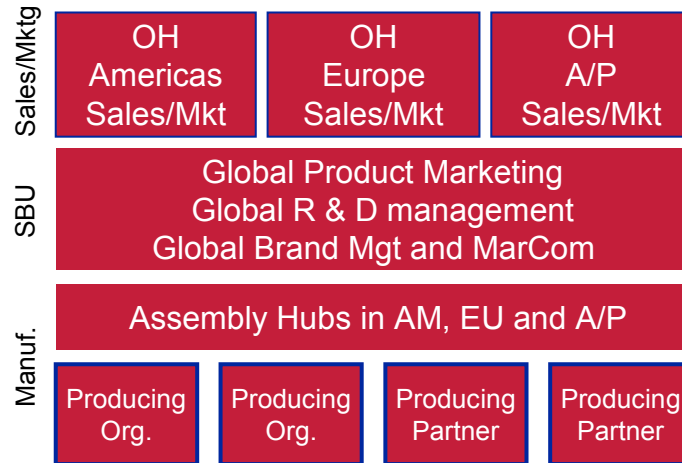 Sales/Mktg
OH
Americas
Sales/Mkt
OH
Europe
Sales/Mkt
OH
A/P
Sales/Mkt
SBU
Global Product Marketing
Global R & D management
Global Brand Mgt and MarCom
Manuf.
Assembly Hubs in AM, EU and A/P
Producing
Org.
Producing
Org.
Producing
Partner
Producing
Partner